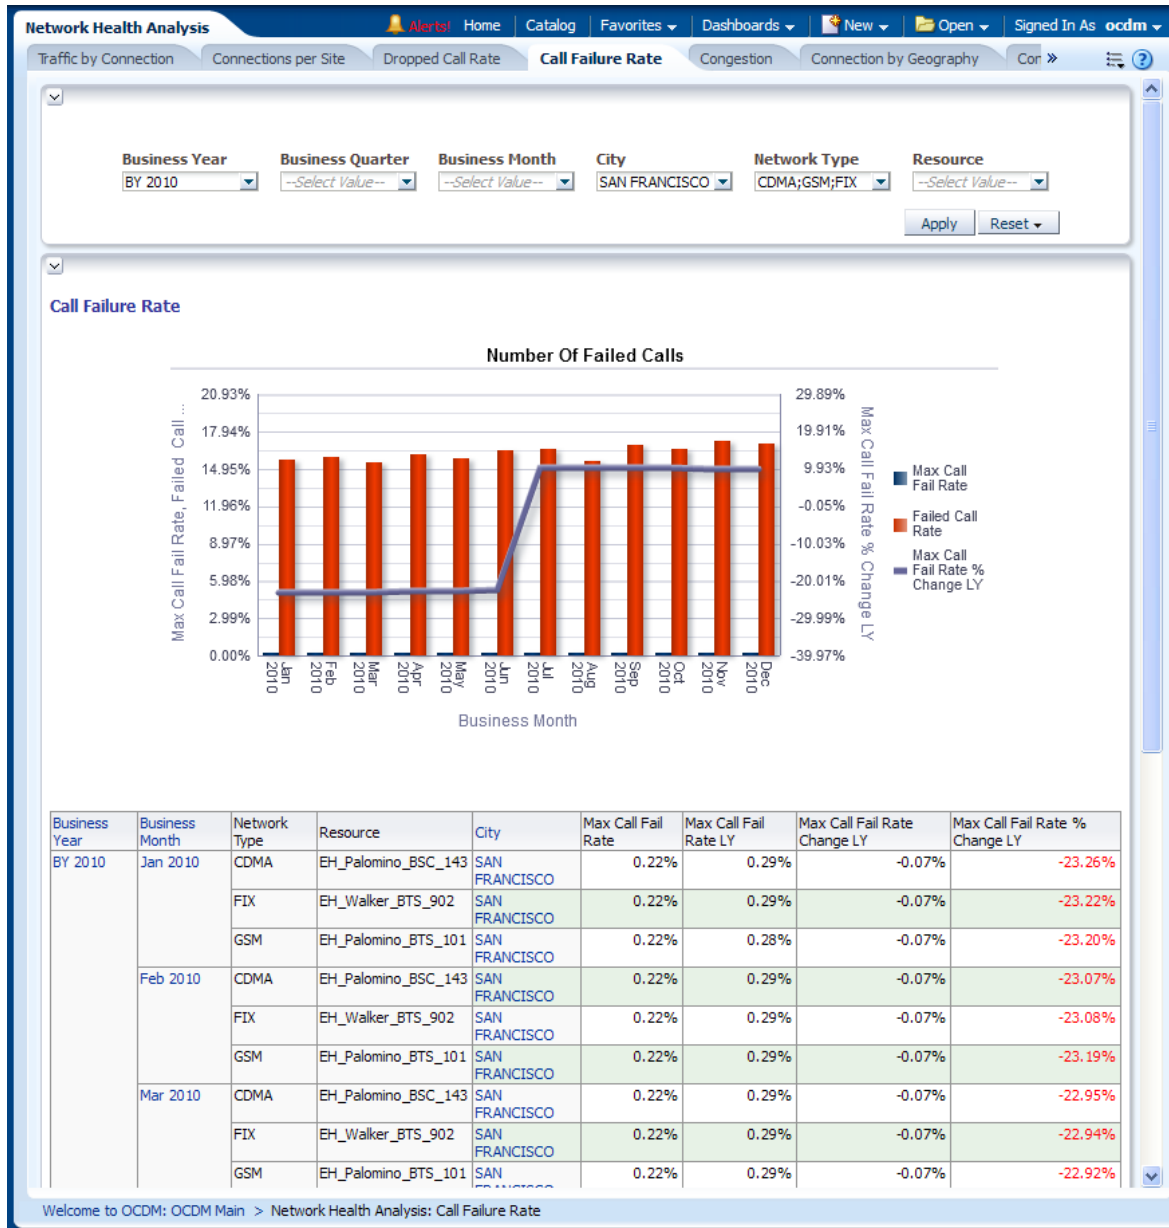 Network Health Analysis
Alerts! Home Catalog Favorites Dashboards New Open Signed In As ocdm
Traffic by Connection Connections per Site Dropped Call Rate Call Failure Rate Congestion Connection by Geography Con »
Business Year Business Quarter Business Month City Network Type Resource
BY 2010 --Select Value-- --Select Value-- SAN FRANCISCO CDMA;GSM;FIX --Select Value--
Apply Reset
Call Failure Rate
Number Of Failed Calls
Max Call Fail Rate, Failed Call ...
20.93%
17.94%
14.95%
11.96%
8.97%
5.98%
2.99%
0.00%
29.89%
19.91%
9.93%
-0.05%
-10.03%
-20.01%
-29.99%
-39.97%
Max Call Fail Rate % Change LY
Max Call
Fail Rate
Failed Call
Rate
Max Call
Fail Rate %
Change LY
Jan 2010
Feb 2010
Mar 2010
Apr 2010
May 2010
Jun 2010
Jul 2010
Aug 2010
Sep 2010
Oct 2010
Nov 2010
Dec 2010
Business Month
Business Year Business Month Network Type Resource City Max Call Fail Rate Max Call Fail Rate LY Max Call Fail Rate Change LY Max Call Fail Rate % Change LY
BY 2010 Jan 2010 CDMA EH_Palomino_BSC_143 SAN FRANCISCO 0.22% 0.29% -0.07% -23.26%
FIX EH_Walker_BTS_902 SAN FRANCISCO 0.22% 0.29% -0.07% -23.22%
GSM EH_Palomino_BTS_101 SAN FRANCISCO 0.22% 0.28% -0.07% -23.20%
Feb 2010 CDMA EH_Palomino_BSC_143 SAN FRANCISCO 0.22% 0.29% -0.07% -23.07%
FIX EH_Walker_BTS_902 SAN FRANCISCO 0.22% 0.29% -0.07% -23.08%
GSM EH_Palomino_BTS_101 SAN FRANCISCO 0.22% 0.29% -0.07% -23.19%
Mar 2010 CDMA EH_Palomino_BSC_143 SAN FRANCISCO 0.22% 0.29% -0.07% -22.95%
FIX EH_Walker_BTS_902 SAN FRANCISCO 0.22% 0.29% -0.07% -22.94%
GSM EH_Palomino_BTS_101 SAN 0.22% 0.29% -0.07% -22.92%
Welcome to OCDM: OCDM Main > Network Health Analysis: Call Failure Rate